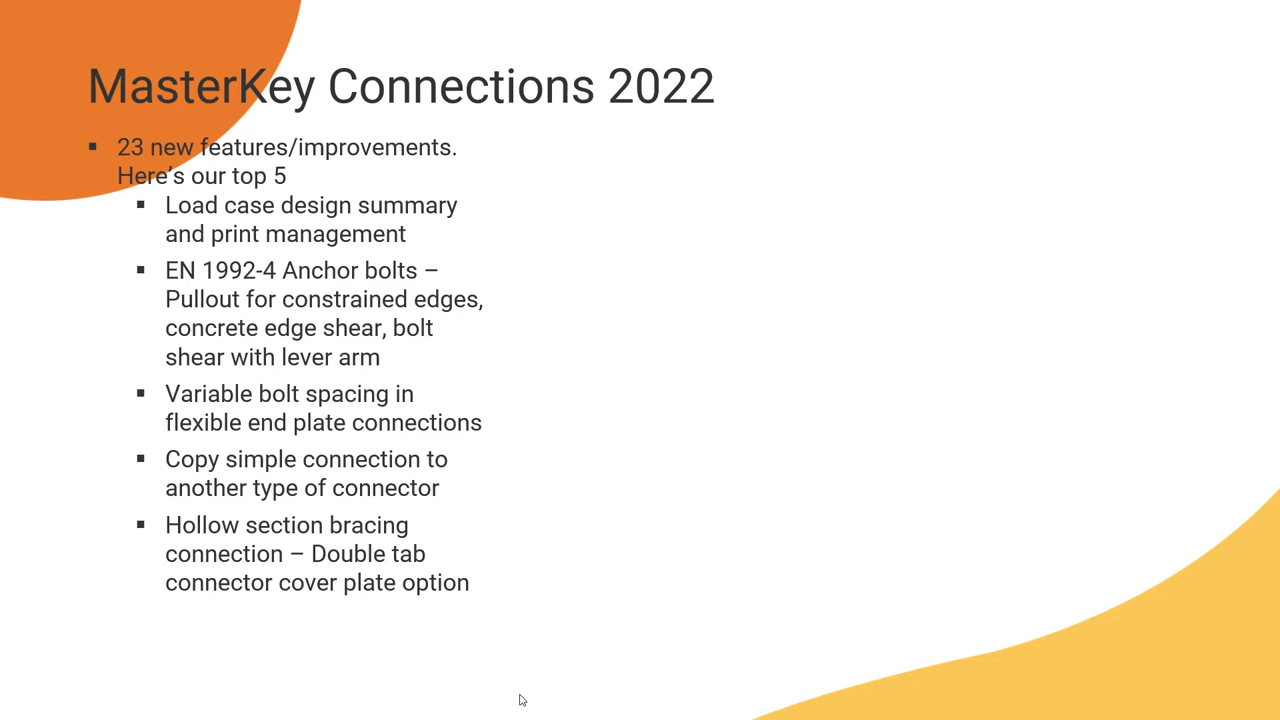 MasterKey Connections 2022
▪ 23 new features/improvements.
Here's our top 5
▪ Load case design summary
and print management
▪ EN 1992-4 Anchor bolts –
Pullout for constrained edges,
concrete edge shear, bolt
shear with lever arm
▪ Variable bolt spacing in
flexible end plate connections
▪ Copy simple connection to
another type of connector
▪ Hollow section bracing
connection – Double tab
connector cover plate option